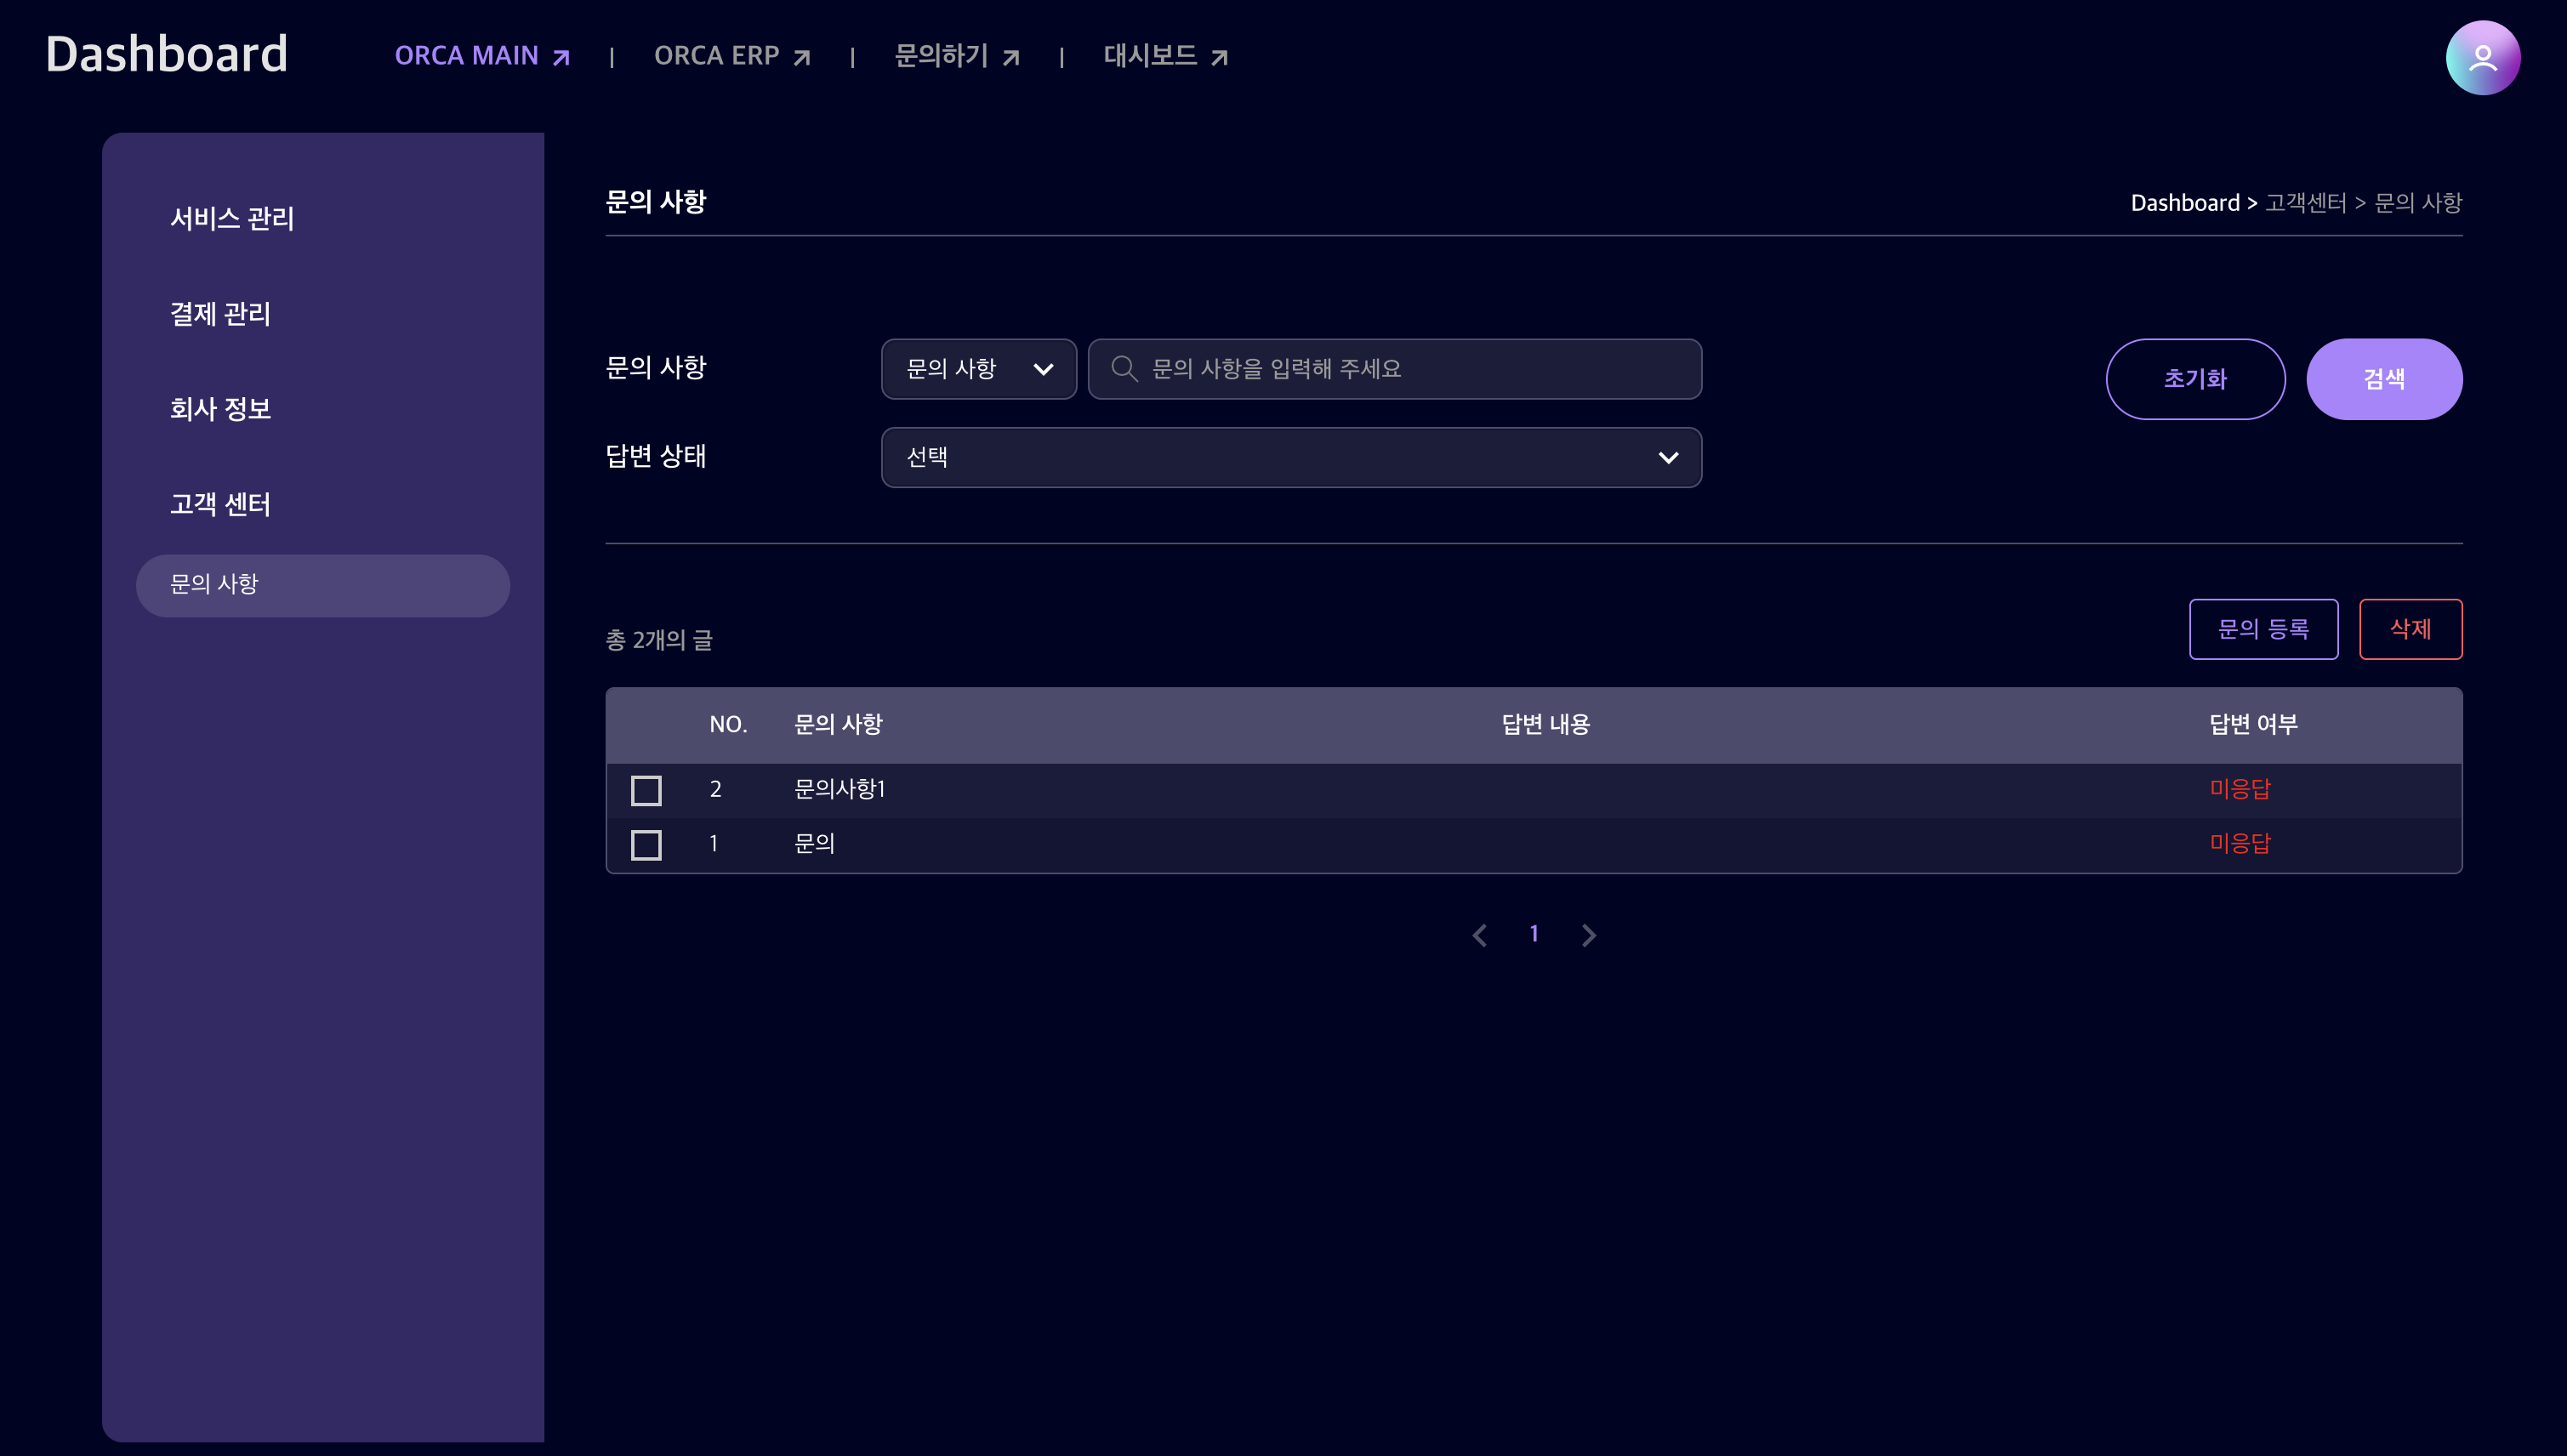 Dashboard
ORCA MAIN | ORCA ERP | 문의하기 | 대시보드
서비스 관리
결제 관리
회사 정보
고객 센터
문의 사항
문의 사항
Dashboard > 고객센터 > 문의 사항
문의 사항
문의 사항
문의 사항을 입력해 주세요
초기화
검색
답변 상태
선택
총 2개의 글
문의 등록
삭제
NO. 문의 사항 답변 내용 답변 여부
2 문의사항1 미응답
1 문의 미응답
1